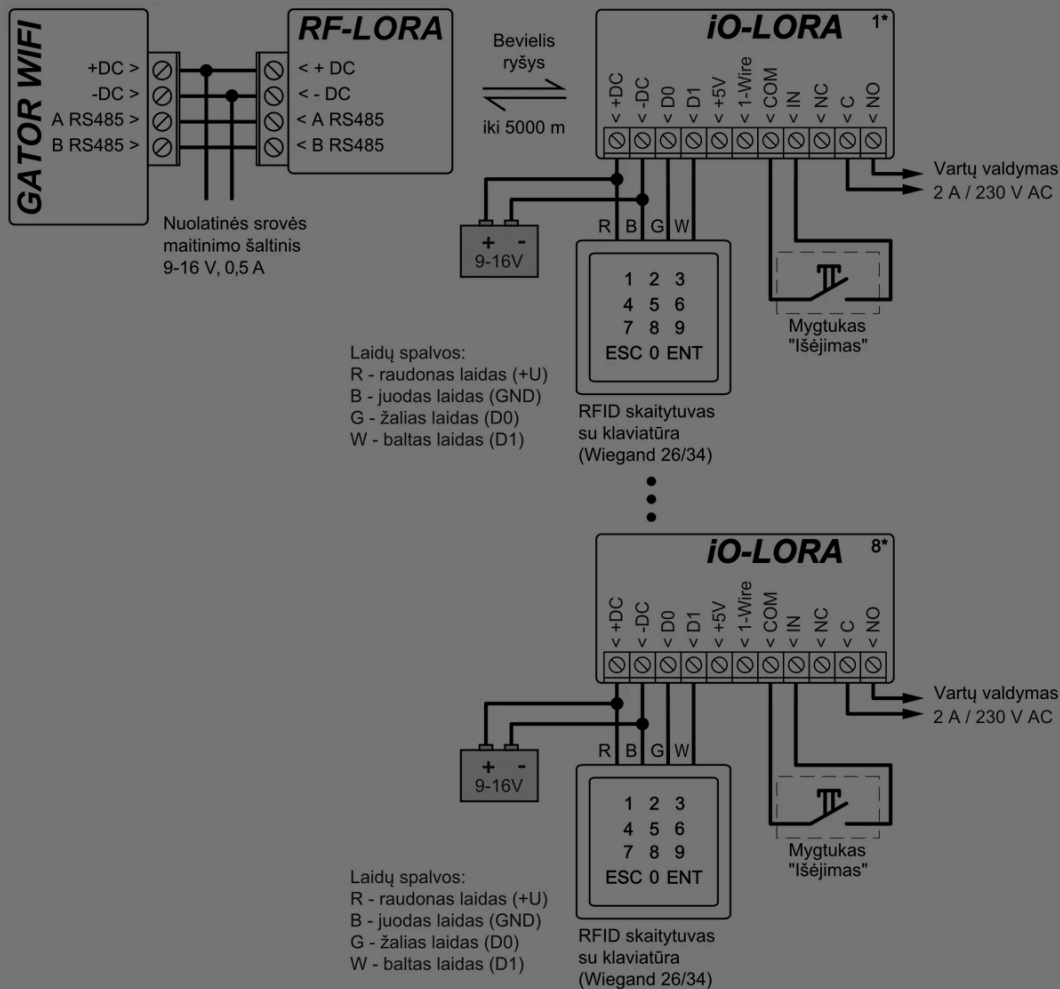 GATOR WIFI
+DC >
-DC >
A RS485 >
B RS485 >
RF-LORA
< + DC
< - DC
< A RS485
< B RS485
Nuolatinės srovės
maitinimo šaltinis
9-16 V, 0,5 A
Bevielis
ryšys
iki 5000 m
iO-LORA 1*
< +DC
< -DC
< D0
< D1
< +5V
< 1-Wire
< COM
< IN
< NC
< C
< NO
Vartų valdymas
2 A / 230 V AC
+ -
9-16V
R B G W
1 2 3
4 5 6
7 8 9
ESC 0 ENT
Mygtukas
"Išėjimas"
Laidų spalvos:
R - raudonas laidas (+U)
B - juodas laidas (GND)
G - žalias laidas (D0)
W - baltas laidas (D1)
RFID skaitytuvas
su klaviatūra
(Wiegand 26/34)
iO-LORA 8*
< +DC
< -DC
< D0
< D1
< +5V
< 1-Wire
< COM
< IN
< NC
< C
< NO
Vartų valdymas
2 A / 230 V AC
+ -
9-16V
R B G W
1 2 3
4 5 6
7 8 9
ESC 0 ENT
Mygtukas
"Išėjimas"
Laidų spalvos:
R - raudonas laidas (+U)
B - juodas laidas (GND)
G - žalias laidas (D0)
W - baltas laidas (D1)
RFID skaitytuvas
su klaviatūra
(Wiegand 26/34)